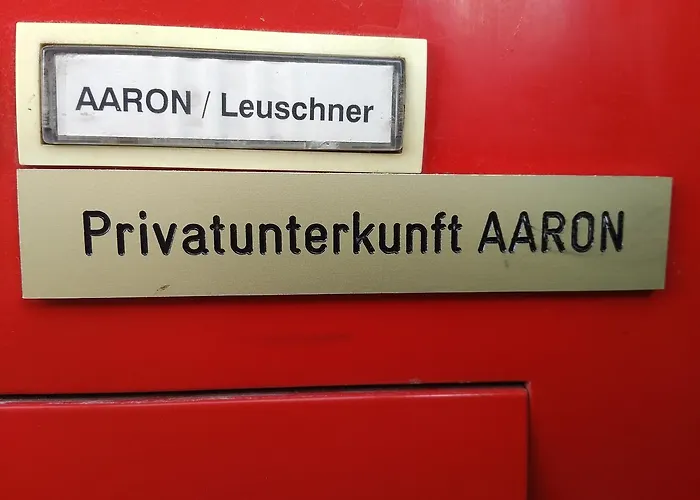 AARON / Leuschner
Privatunterkunft AARON